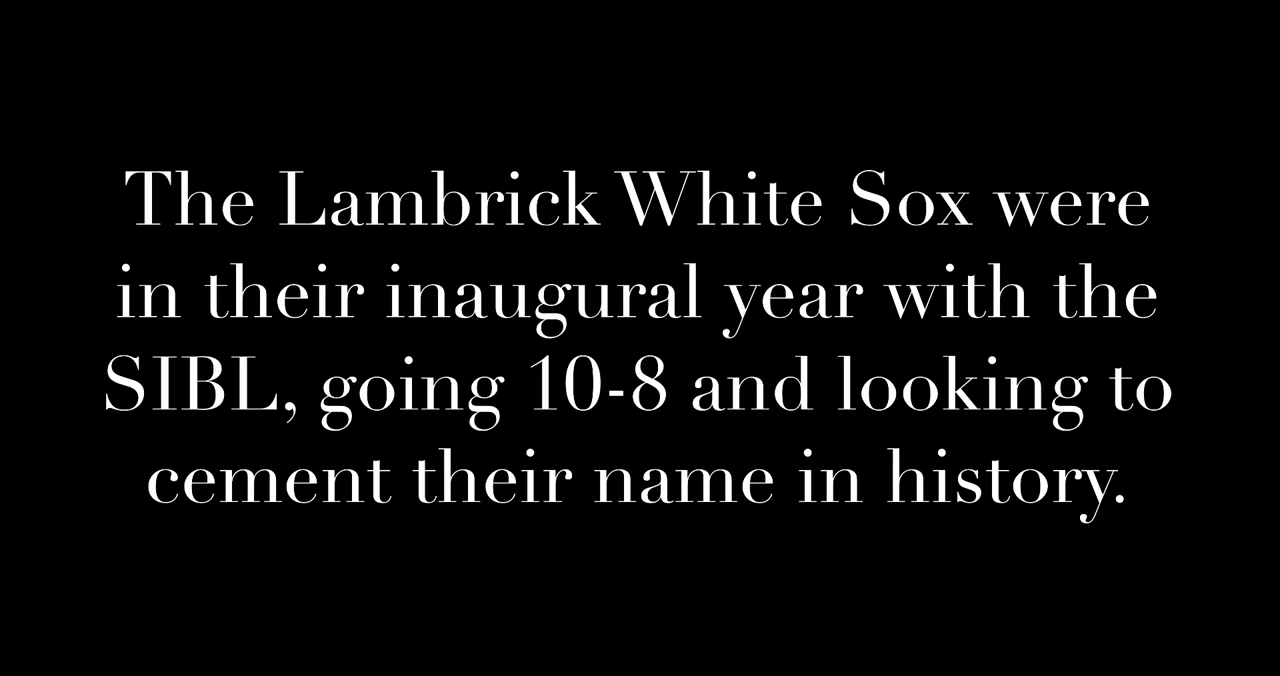 The Lambrick White Sox were
in their inaugural year with the
SIBL, going 10-8 and looking to
cement their name in history.